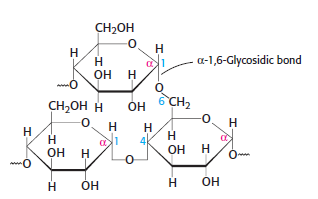 CH₂OH
H O H
H
OH H α 1 α-1,6-Glycosidic bond
O O
H OH 6 CH₂
CH₂OH
H O H H O H
H H
OH H α 1 4 OH H α
O O O
H OH H OH